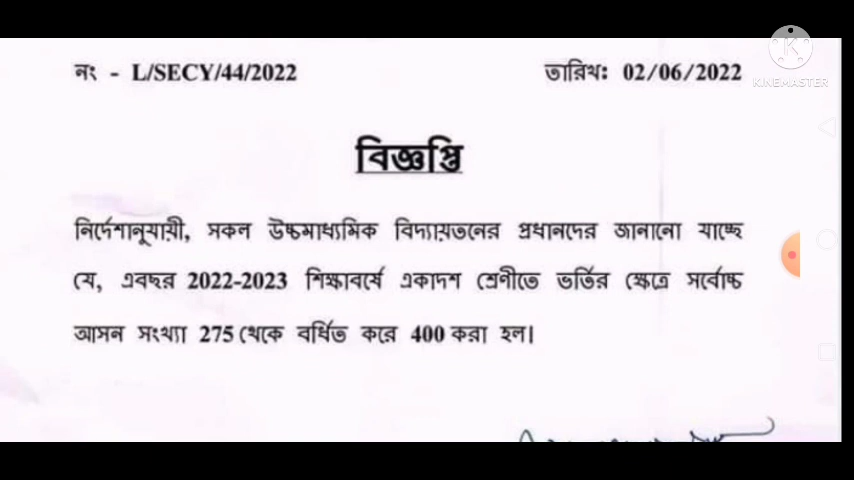 নং - L/SECY/44/2022 তারিখ: 02/06/2022
বিজ্ঞপ্তি
নির্দেশানুযায়ী, সকল উচ্চমাধ্যমিক বিদ্যায়তনের প্রধানদের জানানো যাচ্ছে
যে, এবছর 2022-2023 শিক্ষাবর্ষে একাদশ শ্রেণীতে ভর্তির ক্ষেত্রে সর্বোচ্চ
আসন সংখ্যা 275 থেকে বর্ধিত করে 400 করা হল।
K
KINEMASTER